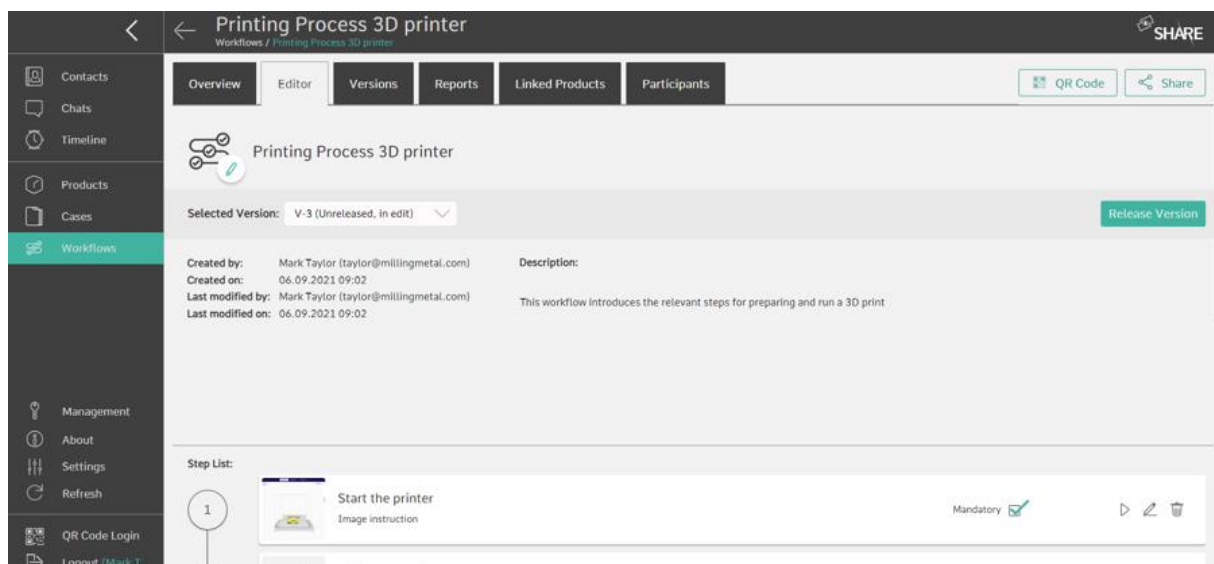 Printing Process 3D printer
Workflows / Printing Process 3D printer
SHARE
Contacts
Chats
Timeline
Products
Cases
Workflows
Management
About
Settings
Refresh
QR Code Login
Logout (Mark T
Overview
Editor
Versions
Reports
Linked Products
Participants
QR Code
Share
Printing Process 3D printer
Selected Version: V-3 (Unreleased, in edit)
Release Version
Created by: Mark Taylor (taylor@millingmetal.com)
Created on: 06.09.2021 09:02
Last modified by: Mark Taylor (taylor@millingmetal.com)
Last modified on: 06.09.2021 09:02
Description:
This workflow introduces the relevant steps for preparing and run a 3D print
Step List:
1
Start the printer
Image instruction
Mandatory